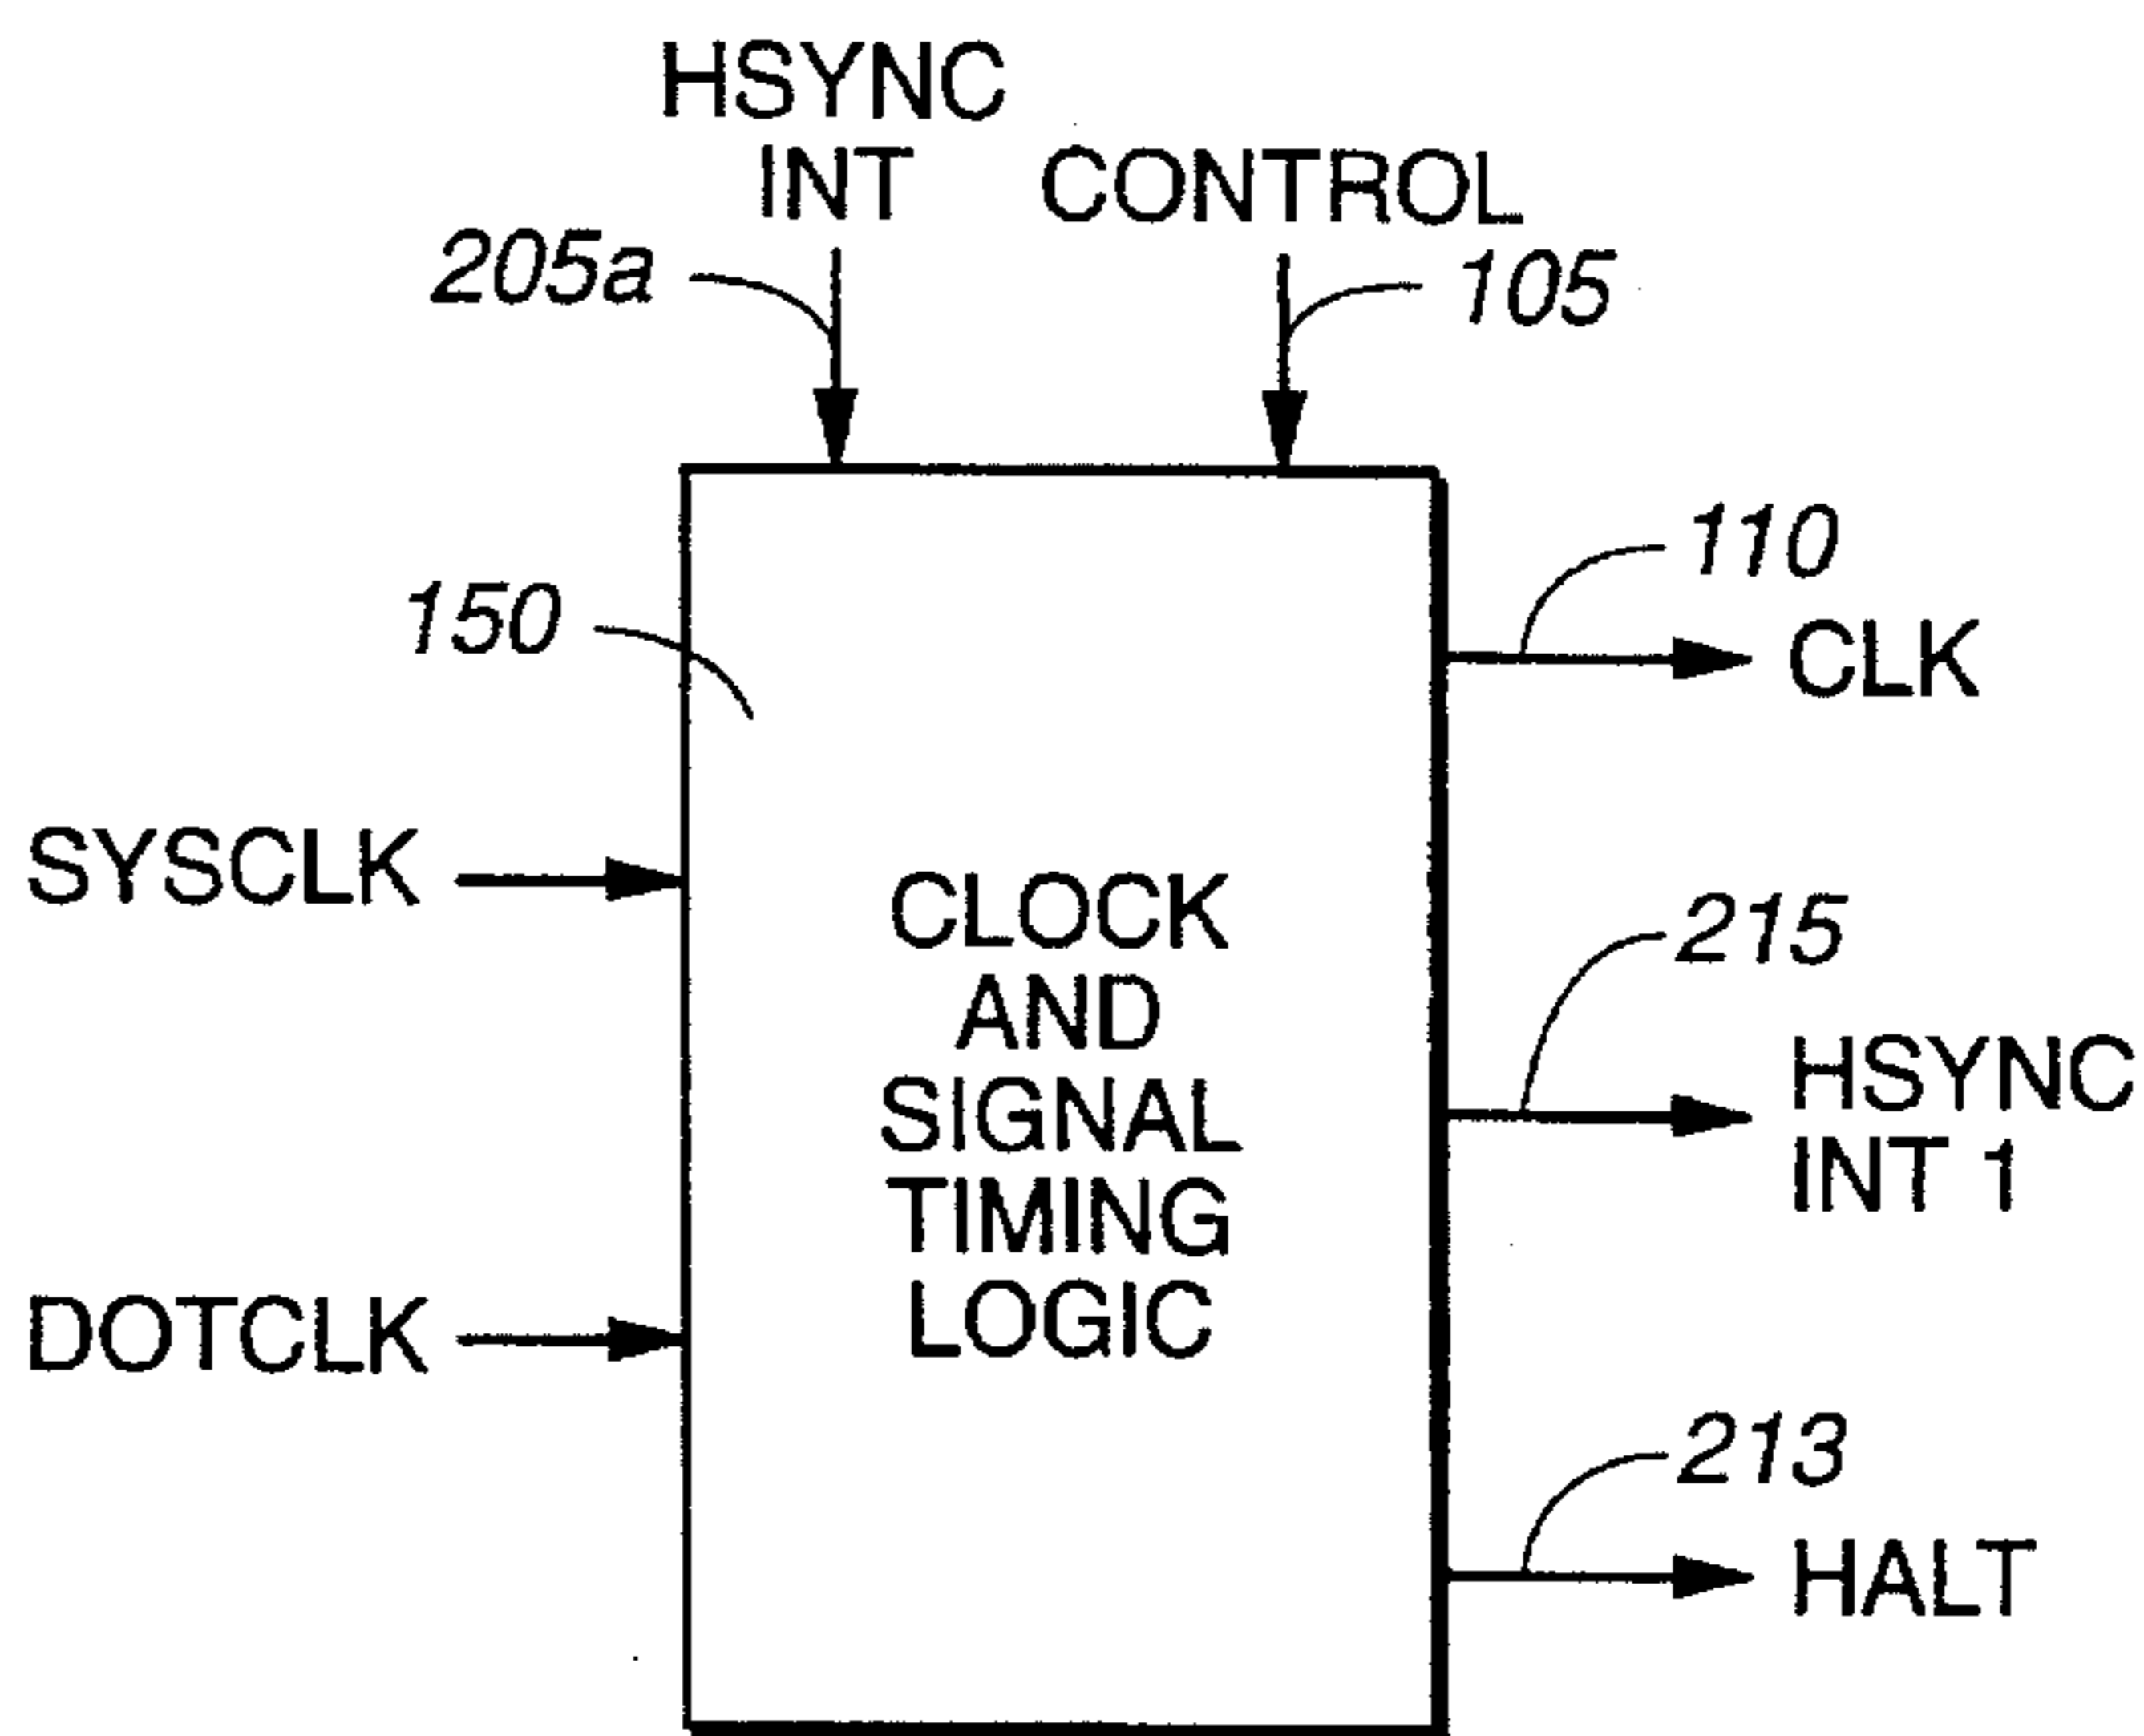 HSYNC
INT
CONTROL
205a
105
110
CLK
150
SYSCLK
CLOCK
AND
SIGNAL
TIMING
LOGIC
215
HSYNC
INT 1
DOTCLK
213
HALT